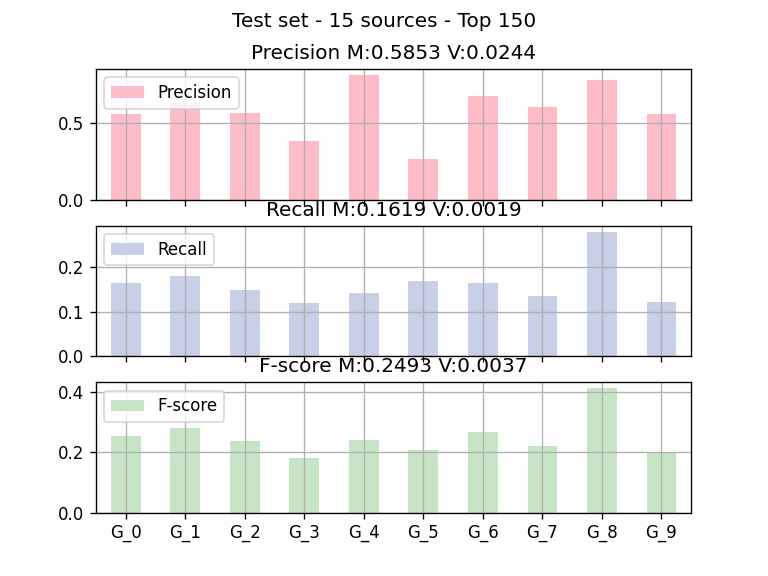 Test set - 15 sources - Top 150
Precision M:0.5853 V:0.0244
Precision
0.5
0.0
Recall M:0.1619 V:0.0019
Recall
0.2
0.1
0.0
F-score M:0.2493 V:0.0037
F-score
0.4
0.2
0.0
G_0 G_1 G_2 G_3 G_4 G_5 G_6 G_7 G_8 G_9